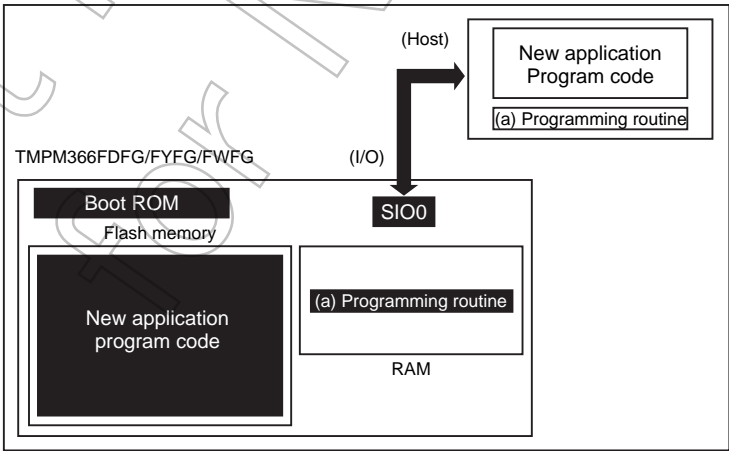 (Host)
New application
Program code
(a) Programming routine
TMPM366FDFG/FYFG/FWFG
(I/O)
Boot ROM
SIO0
Flash memory
(a) Programming routine
New application
program code
RAM
for